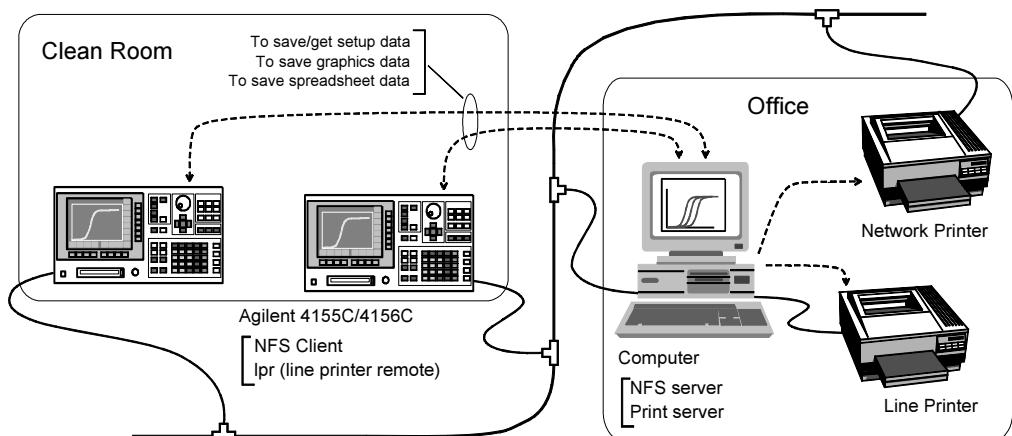 Clean Room
To save/get setup data
To save graphics data
To save spreadsheet data
Office
Network Printer
Agilent 4155C/4156C
NFS Client
lpr (line printer remote)
Computer
NFS server
Print server
Line Printer